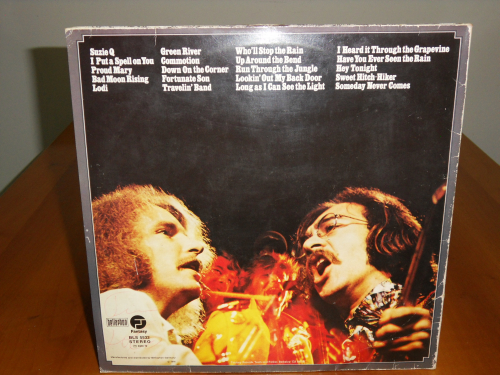 Suzie Q
I Put a Spell on You
Proud Mary
Bad Moon Rising
Lodi
Green River
Commotion
Down On the Corner
Fortunate Son
Travelin' Band
Who'll Stop the Rain
Up Around the Bend
Run Through the Jungle
Lookin' Out My Back Door
Long as I Can See the Light
I Heard it Through the Grapevine
Have You Ever Seen the Rain
Hey Tonight
Sweet Hitch-Hiker
Someday Never Comes
bellaphon
Fantasy
STEREO